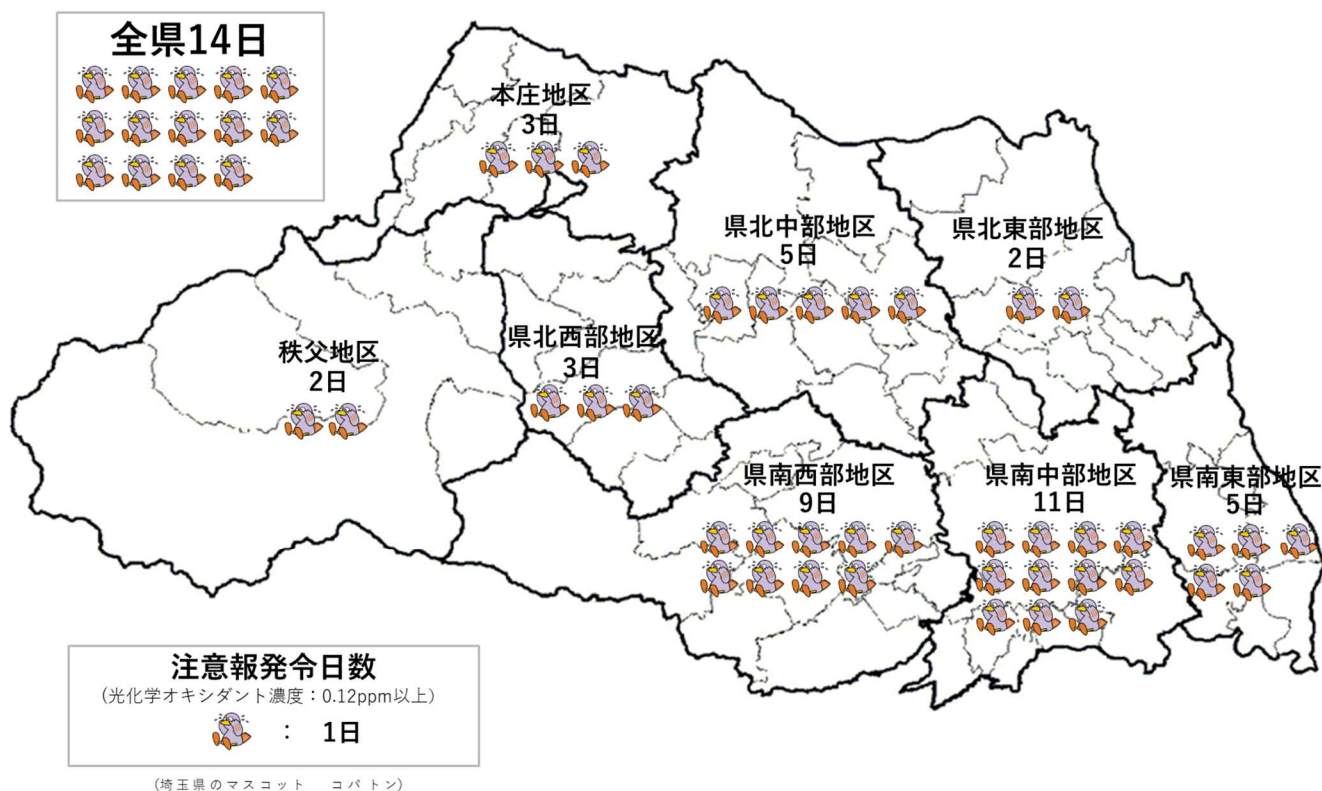 全県14日
本庄地区
3日
県北中部地区
5日
県北東部地区
2日
秩父地区
2日
県北西部地区
3日
県南西部地区
9日
県南中部地区
11日
県南東部地区
5日
注意報発令日数
(光化学オキシダント濃度：0.12ppm以上)
： 1日
(埼玉県のマスコット コバトン)